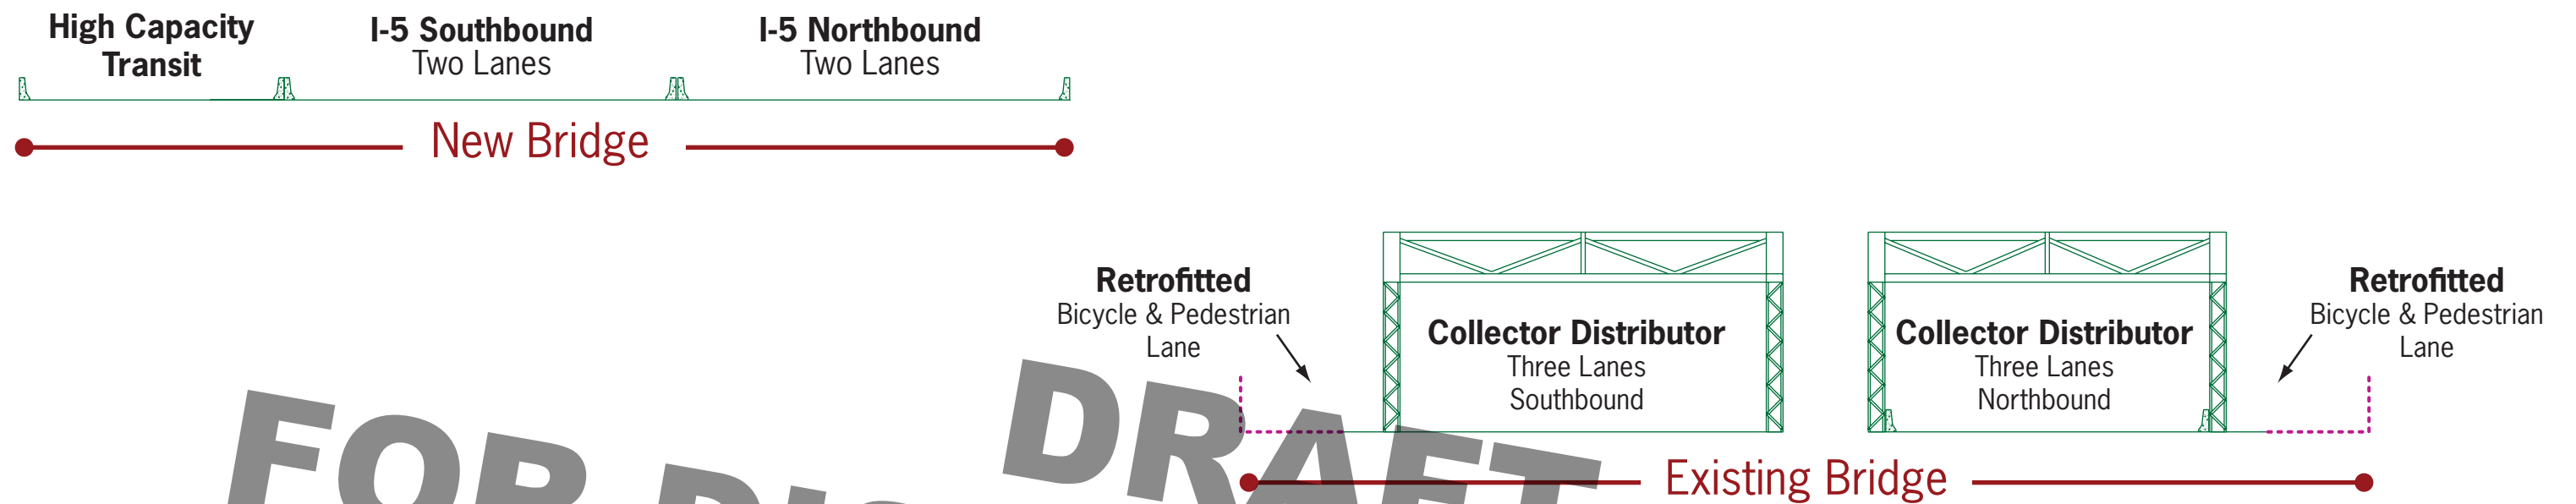 High Capacity
Transit
I-5 Southbound
Two Lanes
I-5 Northbound
Two Lanes
New Bridge
Retrofitted
Bicycle & Pedestrian
Lane
Collector Distributor
Three Lanes
Southbound
Collector Distributor
Three Lanes
Northbound
Retrofitted
Bicycle & Pedestrian
Lane
Existing Bridge
DRAFT
FOR